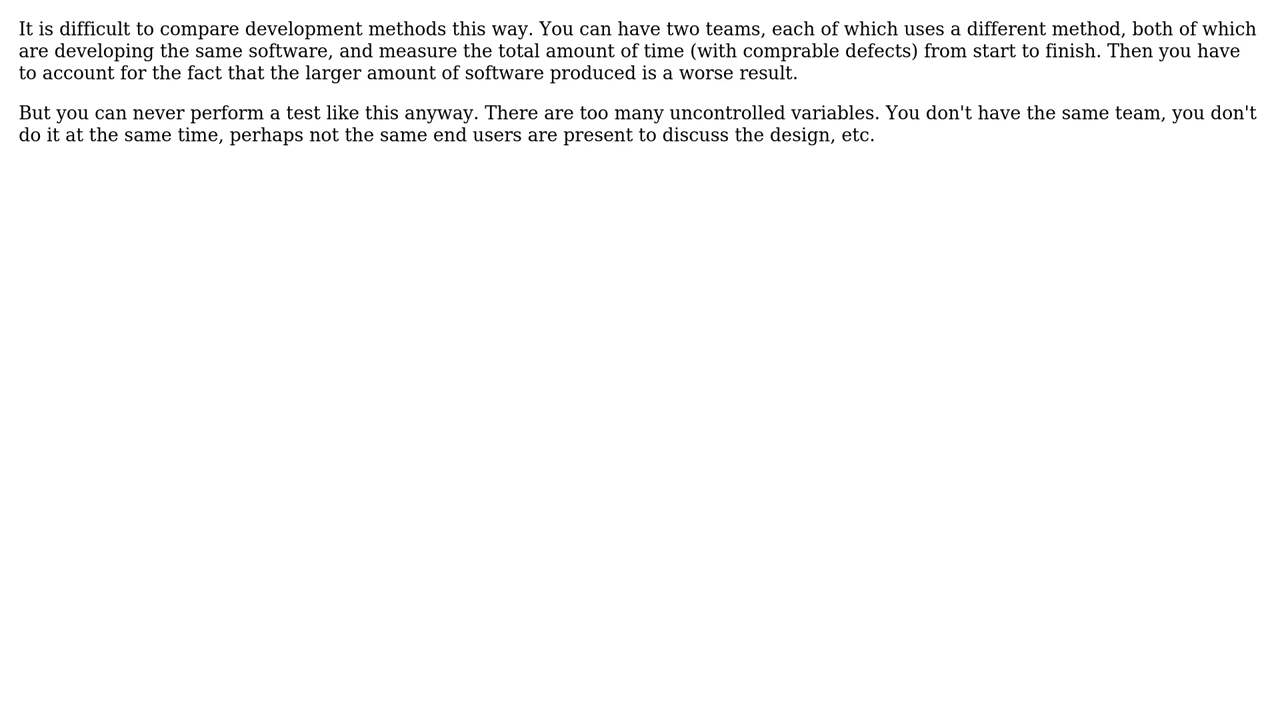 It is difficult to compare development methods this way. You can have two teams, each of which uses a different method, both of which
are developing the same software, and measure the total amount of time (with comprable defects) from start to finish. Then you have
to account for the fact that the larger amount of software produced is a worse result.
But you can never perform a test like this anyway. There are too many uncontrolled variables. You don't have the same team, you don't
do it at the same time, perhaps not the same end users are present to discuss the design, etc.